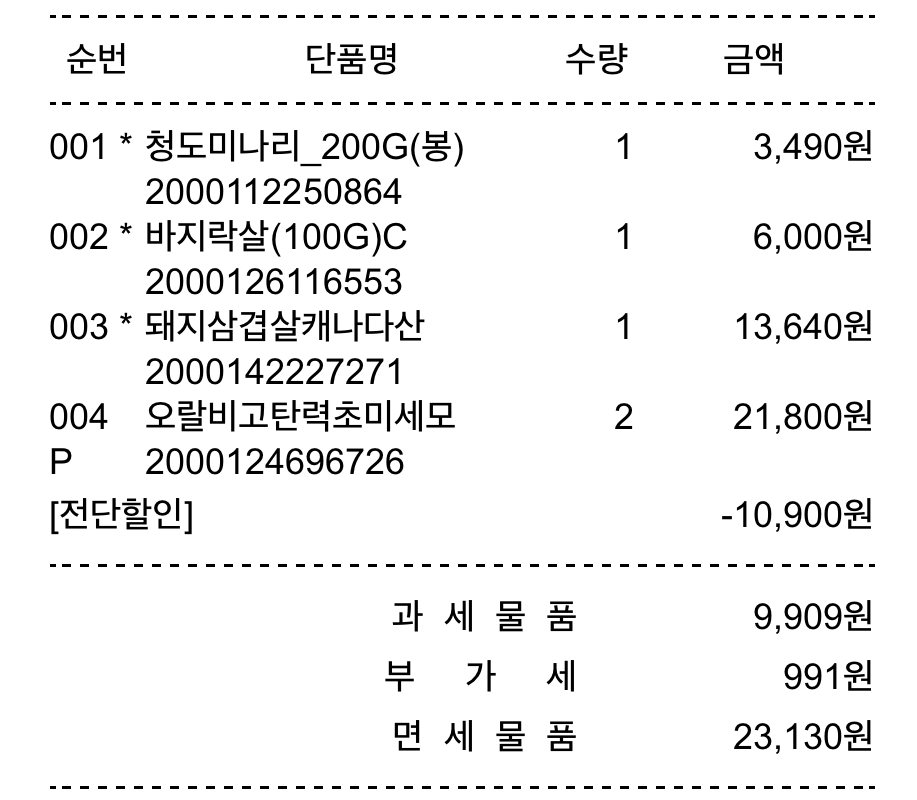 순번 단품명 수량 금액
001 * 청도미나리_200G(봉) 1 3,490원
2000112250864
002 * 바지락살(100G)C 1 6,000원
2000126116553
003 * 돼지삼겹살캐나다산 1 13,640원
2000142227271
004 오랄비고탄력초미세모 2 21,800원
P 2000124696726
[전단할인] -10,900원
과 세 물 품 9,909원
부 가 세 991원
면 세 물 품 23,130원